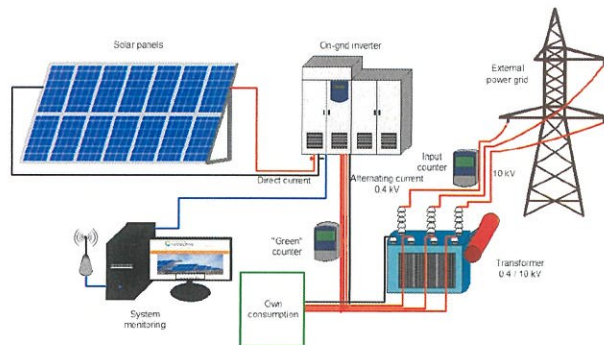 Solar panels
On-grid inverter
External
power grid
Input
counter
10 kV
Direct current
Alternating current
0.4 kV
"Green"
counter
Transformer
0.4 / 10 kV
Own
consumption
System
monitoring